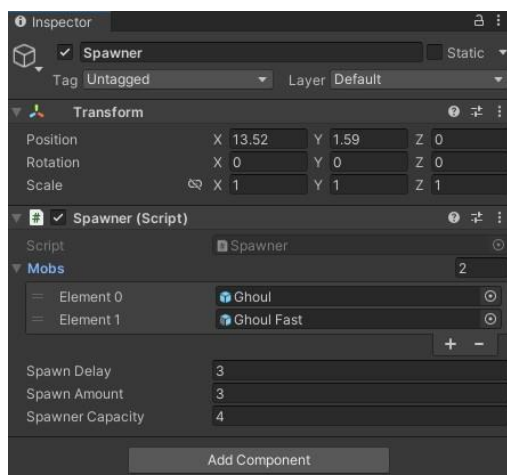 Inspector
Spawner Static
Tag Untagged Layer Default
Transform
Position X 13.52 Y 1.59 Z 0
Rotation X 0 Y 0 Z 0
Scale X 1 Y 1 Z 1
# Spawner (Script)
Script Spawner
Mobs 2
Element 0 Ghoul
Element 1 Ghoul Fast
+ -
Spawn Delay 3
Spawn Amount 3
Spawner Capacity 4
Add Component